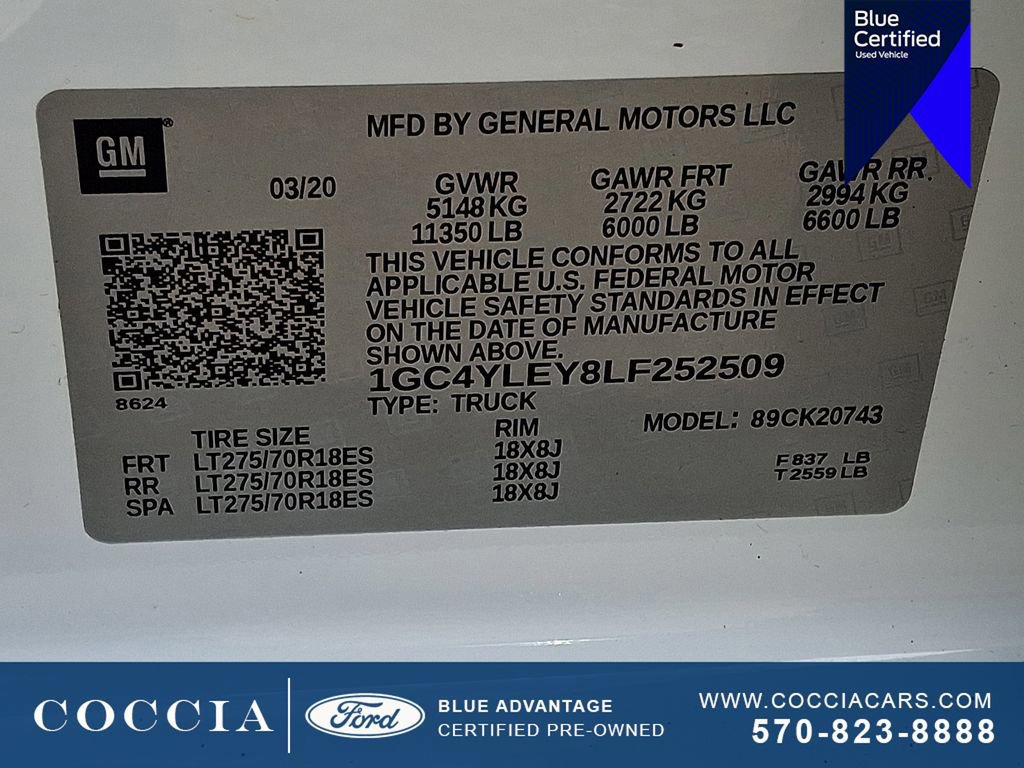 Blue
Certified
Used Vehicle
GM
MFD BY GENERAL MOTORS LLC
03/20
GVWR GAWR FRT GAWR RR.
5148 KG 2722 KG 2994 KG
11350 LB 6000 LB 6600 LB
THIS VEHICLE CONFORMS TO ALL
APPLICABLE U.S. FEDERAL MOTOR
VEHICLE SAFETY STANDARDS IN EFFECT
ON THE DATE OF MANUFACTURE
SHOWN ABOVE.
1GC4YLEY8LF252509
8624
TYPE: TRUCK
MODEL: 89CK20743
TIRE SIZE RIM
FRT LT275/70R18ES 18X8J
RR LT275/70R18ES 18X8J
SPA LT275/70R18ES 18X8J
F 837 LB
T 2559 LB
COCCIA
Ford
BLUE ADVANTAGE
CERTIFIED PRE-OWNED
WWW.COCCIACARS.COM
570-823-8888